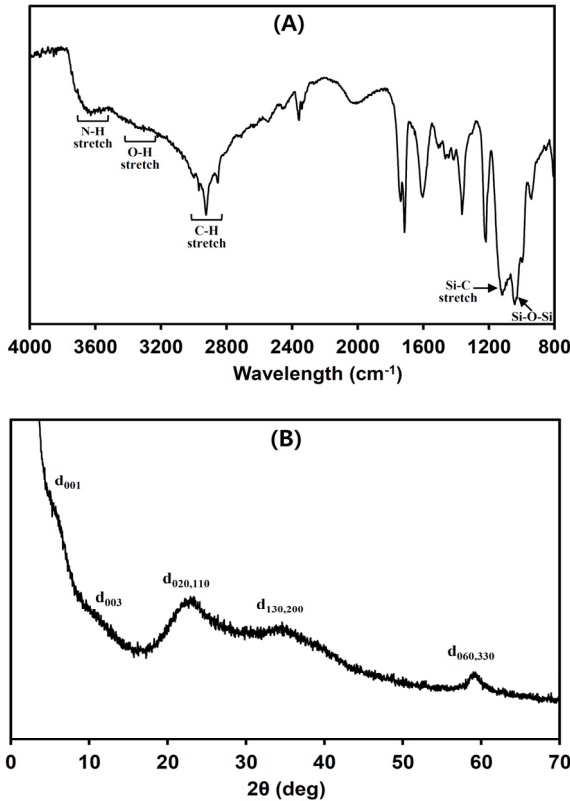 (A)
N-H
stretch
O-H
stretch
C-H
stretch
Si-C
stretch
Si-O-Si
4000 3600 3200 2800 2400 2000 1600 1200 800
Wavelength (cm⁻¹)
(B)
d₀₀₁
d₀₀₃
d₀₂₀,₁₁₀
d₁₃₀,₂₀₀
d₀₆₀,₃₃₀
0 10 20 30 40 50 60 70
2θ (deg)